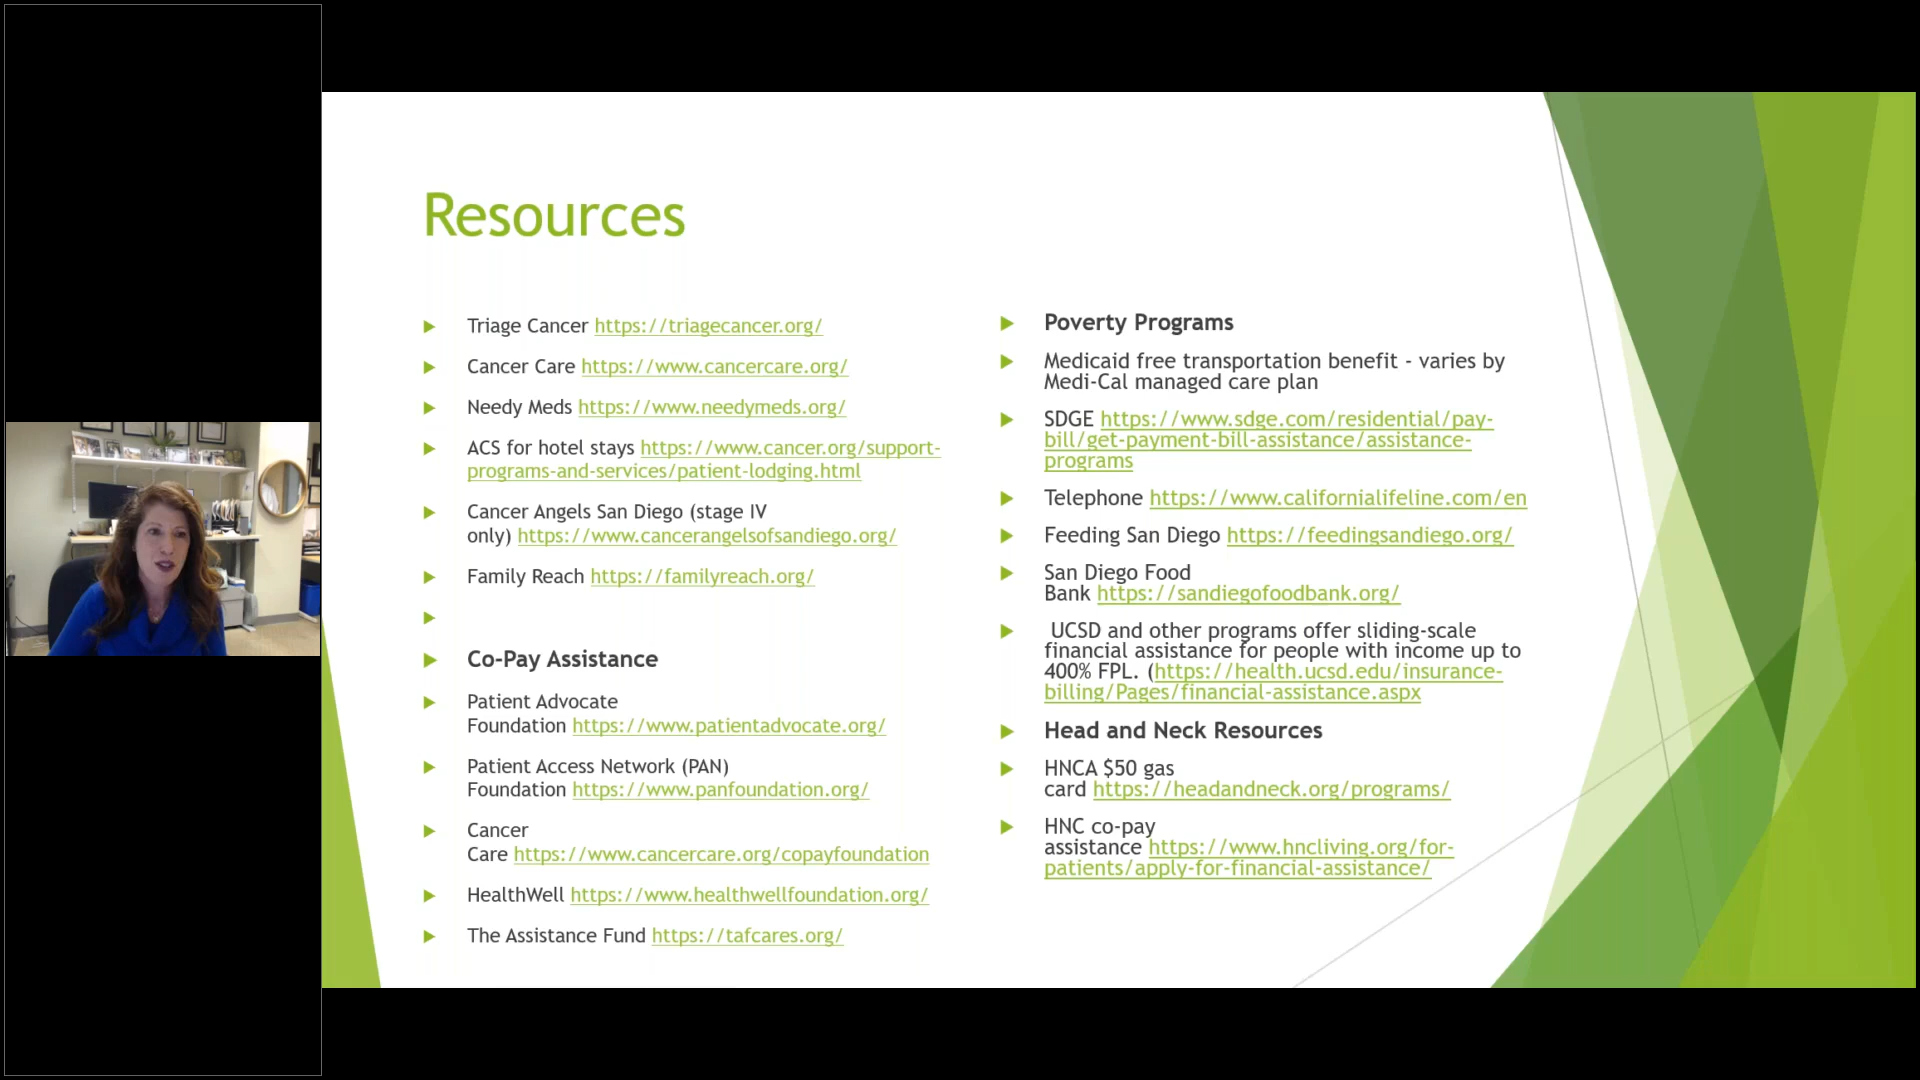 Resources
Triage Cancer https://triagecancer.org/
Cancer Care https://www.cancercare.org/
Needy Meds https://www.needymeds.org/
ACS for hotel stays https://www.cancer.org/support-
programs-and-services/patient-lodging.html
Cancer Angels San Diego (stage IV
only) https://www.cancerangelsofsandiego.org/
Family Reach https://familyreach.org/
Co-Pay Assistance
Patient Advocate
Foundation https://www.patientadvocate.org/
Patient Access Network (PAN)
Foundation https://www.panfoundation.org/
Cancer
Care https://www.cancercare.org/copayfoundation
HealthWell https://www.healthwellfoundation.org/
The Assistance Fund https://tafcares.org/
Poverty Programs
Medicaid free transportation benefit - varies by
Medi-Cal managed care plan
SDGE https://www.sdge.com/residential/pay-
bill/get-payment-bill-assistance/assistance-
programs
Telephone https://www.californialifeline.com/en
Feeding San Diego https://feedingsandiego.org/
San Diego Food
Bank https://sandiegofoodbank.org/
UCSD and other programs offer sliding-scale
financial assistance for people with income up to
400% FPL. (https://health.ucsd.edu/insurance-
billing/Pages/financial-assistance.aspx
Head and Neck Resources
HNCA $50 gas
card https://headandneck.org/programs/
HNC co-pay
assistance https://www.hncliving.org/for-
patients/apply-for-financial-assistance/